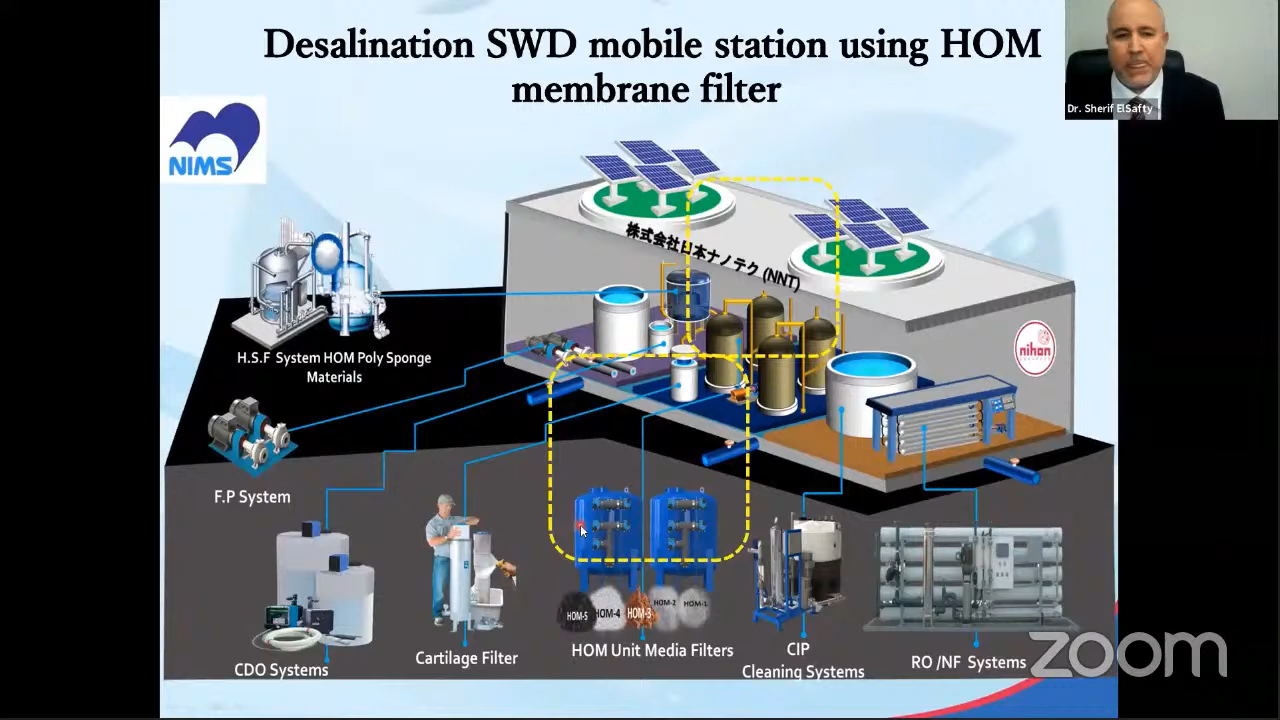 Desalination SWD mobile station using HOM
membrane filter
Dr. Sherif ElSafty
NIMS
株式会社日本ナノテク (NNT)
nihon
H.S.F System HOM Poly Sponge
Materials
F.P System
HOM-5
HOM-4
HOM-3
HOM-2
HOM-1
CDO Systems
Cartilage Filter
HOM Unit Media Filters
CIP
Cleaning Systems
RO /NF Systems
zoom